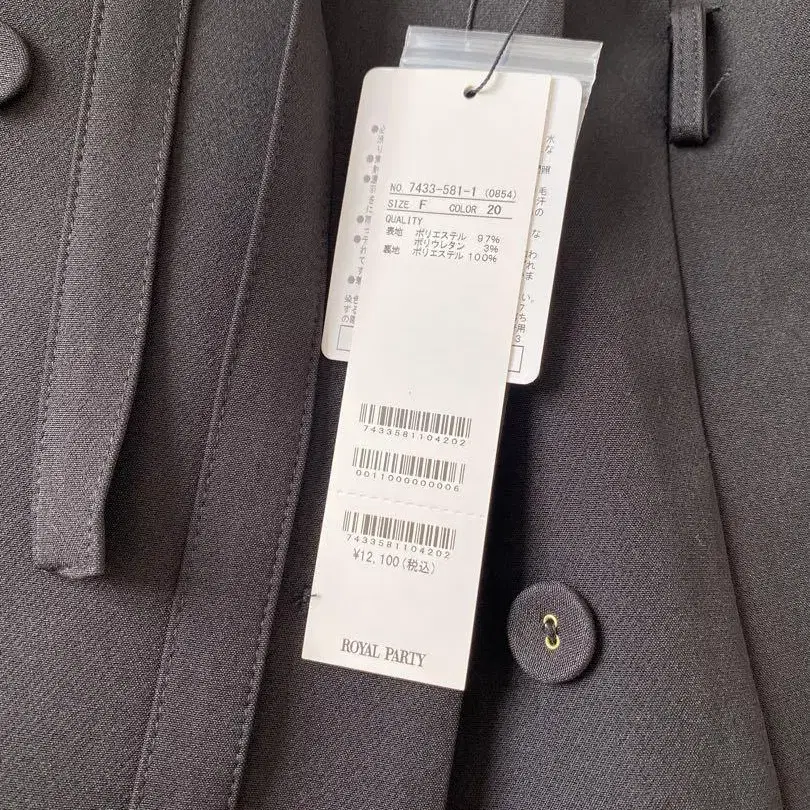 NO. 7433-581-1 (0854)
SIZE F COLOR 20
QUALITY
表地 ポリエステル 97%
ポリウレタン 3%
裏地 ポリエステル 100%
7433581104202
0011000000006
7433581104202
¥12,100(税込)
ROYAL PARTY